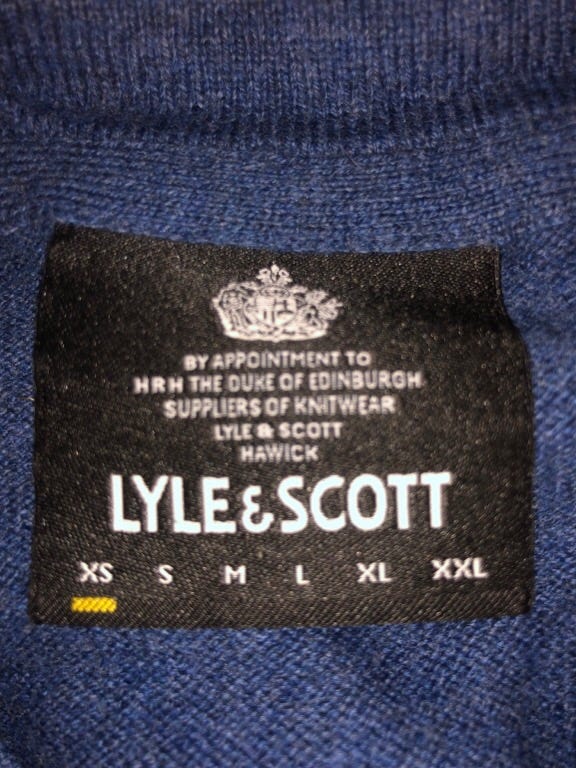 BY APPOINTMENT TO
HRH THE DUKE OF EDINBURGH
SUPPLIERS OF KNITWEAR
LYLE & SCOTT
HAWICK
LYLE & SCOTT
XS S M L XL XXL